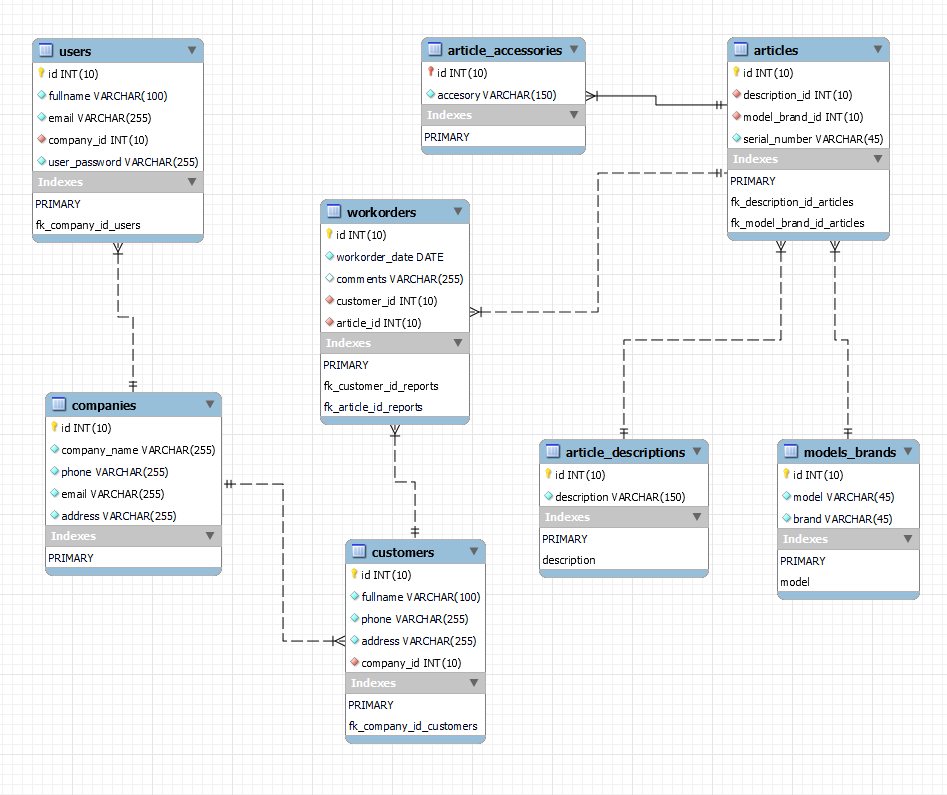 users
id INT(10)
fullname VARCHAR(100)
email VARCHAR(255)
company_id INT(10)
user_password VARCHAR(255)
Indexes
PRIMARY
fk_company_id_users
article_accessories
id INT(10)
accesory VARCHAR(150)
Indexes
PRIMARY
articles
id INT(10)
description_id INT(10)
model_brand_id INT(10)
serial_number VARCHAR(45)
Indexes
PRIMARY
fk_description_id_articles
fk_model_brand_id_articles
workorders
id INT(10)
workorder_date DATE
comments VARCHAR(255)
customer_id INT(10)
article_id INT(10)
Indexes
PRIMARY
fk_customer_id_reports
fk_article_id_reports
companies
id INT(10)
company_name VARCHAR(255)
phone VARCHAR(255)
email VARCHAR(255)
address VARCHAR(255)
Indexes
PRIMARY
article_descriptions
id INT(10)
description VARCHAR(150)
Indexes
PRIMARY
description
models_brands
id INT(10)
model VARCHAR(45)
brand VARCHAR(45)
Indexes
PRIMARY
model
customers
id INT(10)
fullname VARCHAR(100)
phone VARCHAR(255)
address VARCHAR(255)
company_id INT(10)
Indexes
PRIMARY
fk_company_id_customers